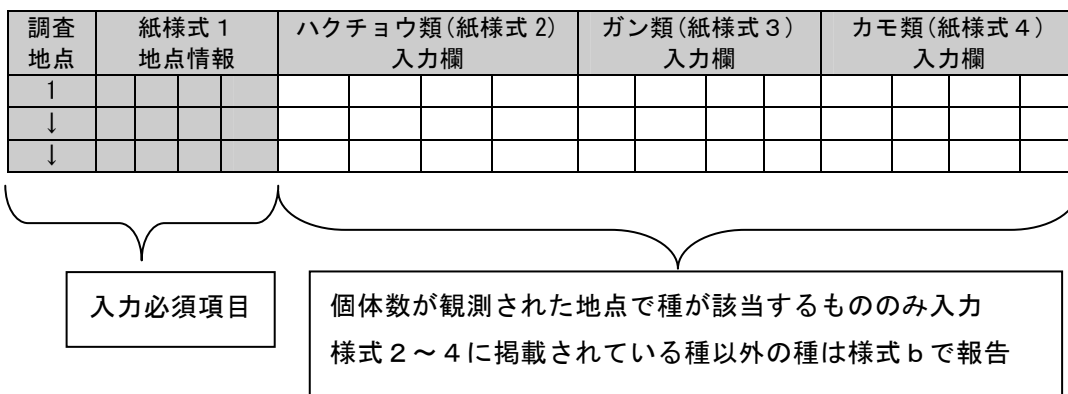 調査 紙様式１ ハクチョウ類(紙様式 2) ガン類(紙様式３) カモ類(紙様式４)
地点 地点情報 入力欄 入力欄 入力欄
1
↓
↓
入力必須項目
個体数が観測された地点で種が該当するもののみ入力
様式２～４に掲載されている種以外の種は様式ｂで報告